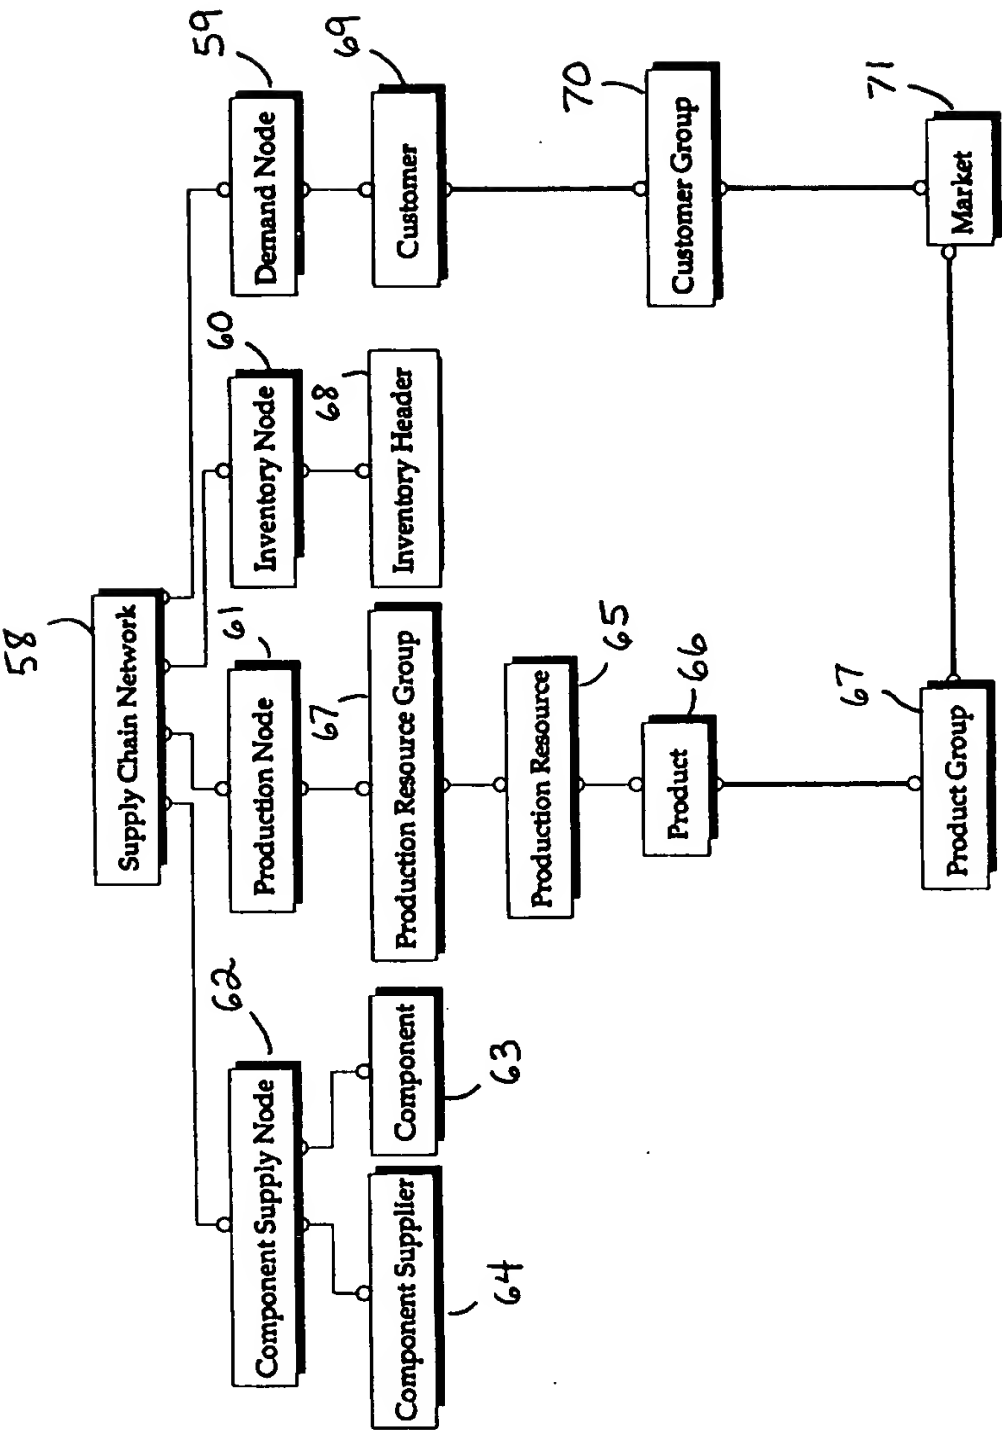 58
Supply Chain Network
62
61
60
59
Component Supply Node
Production Node
Inventory Node
Demand Node
64
63
67
68
69
Component Supplier
Component
Production Resource Group
Inventory Header
Customer
65
Production Resource
66
Product
70
Customer Group
67
Product Group
71
Market